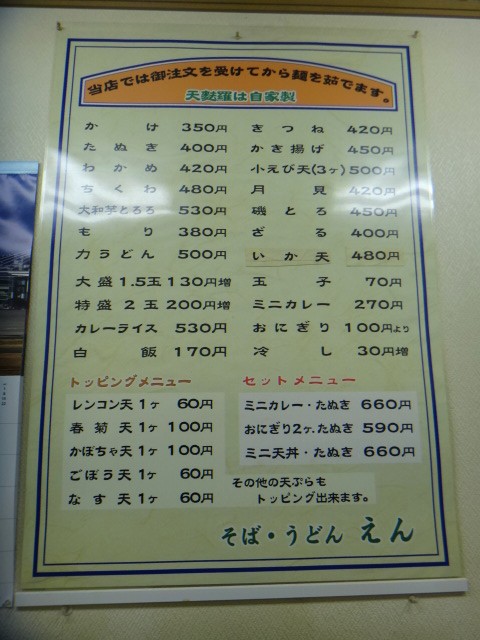 当店では御注文を受けてから麺を茹でます。
天麩羅は自家製
かけ 350円
たぬき 400円
わかめ 420円
ちくわ 480円
大和芋とろろ 530円
もり 380円
力うどん 500円
大盛1.5玉 130円増
特盛2玉 200円増
カレーライス 530円
白飯 170円
きつね 420円
かき揚げ 450円
小えび天(3ヶ) 500円
月見 420円
磯とろ 450円
ざる 400円
いか天 480円
玉子 70円
ミニカレー 270円
おにぎり 100円より
冷し 30円増
トッピングメニュー
レンコン天1ヶ 60円
春菊天1ヶ 100円
かぼちゃ天1ヶ 100円
ごぼう天1ヶ 60円
なす天1ヶ 60円
セットメニュー
ミニカレー・たぬき 660円
おにぎり2ヶ.たぬき 590円
ミニ天丼・たぬき 660円
その他の天ぷらも
トッピング出来ます。
そば・うどん えん